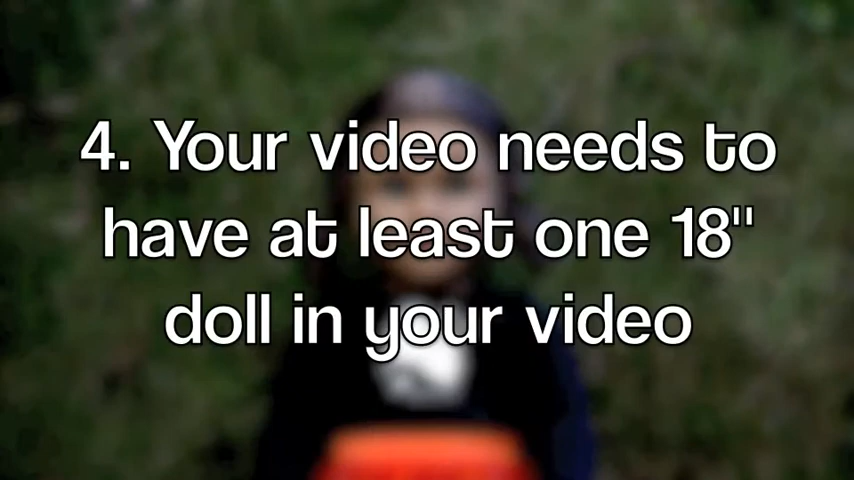 4. Your video needs to
have at least one 18"
doll in your video